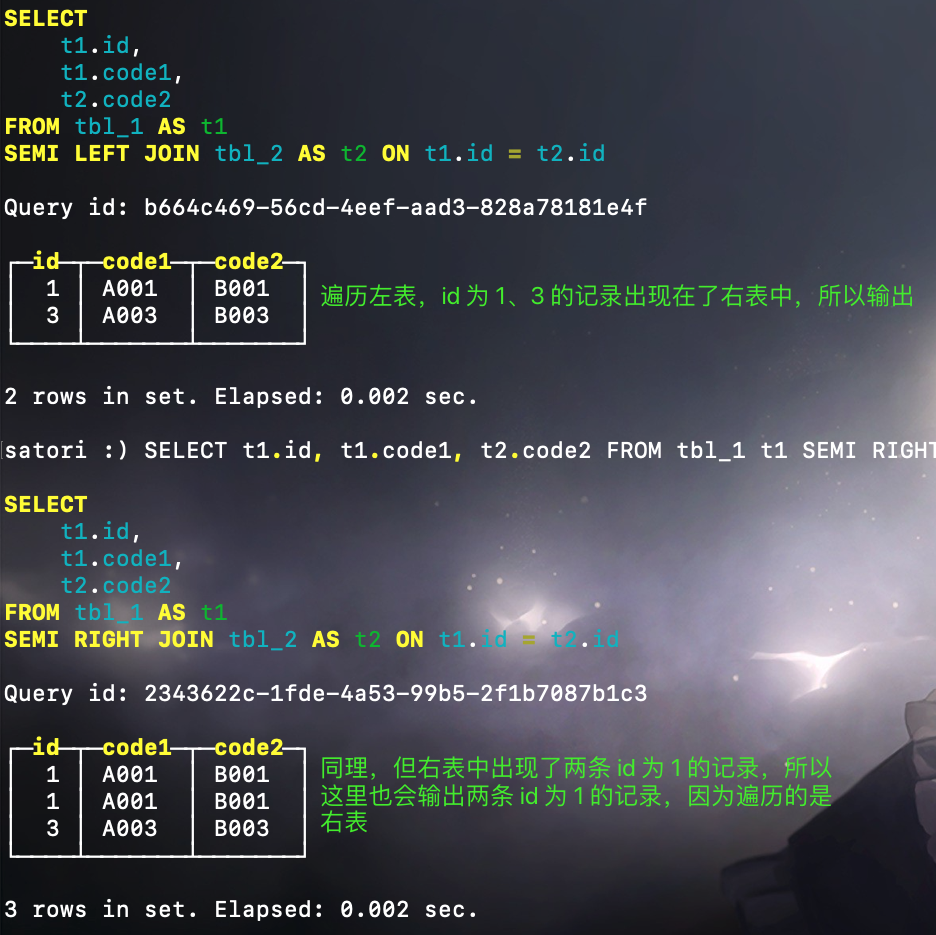 SELECT
t1.id,
t1.code1,
t2.code2
FROM tbl_1 AS t1
SEMI LEFT JOIN tbl_2 AS t2 ON t1.id = t2.id
Query id: b664c469-56cd-4eef-aad3-828a78181e4f
id code1 code2
1 A001 B001
3 A003 B003
遍历左表，id 为 1、3 的记录出现在了右表中，所以输出
2 rows in set. Elapsed: 0.002 sec.
satori :) SELECT t1.id, t1.code1, t2.code2 FROM tbl_1 t1 SEMI RIGHT
SELECT
t1.id,
t1.code1,
t2.code2
FROM tbl_1 AS t1
SEMI RIGHT JOIN tbl_2 AS t2 ON t1.id = t2.id
Query id: 2343622c-1fde-4a53-99b5-2f1b7087b1c3
id code1 code2
1 A001 B001
1 A001 B001
3 A003 B003
同理，但右表中出现了两条 id 为 1 的记录，所以
这里也会输出两条 id 为 1 的记录，因为遍历的是
右表
3 rows in set. Elapsed: 0.002 sec.